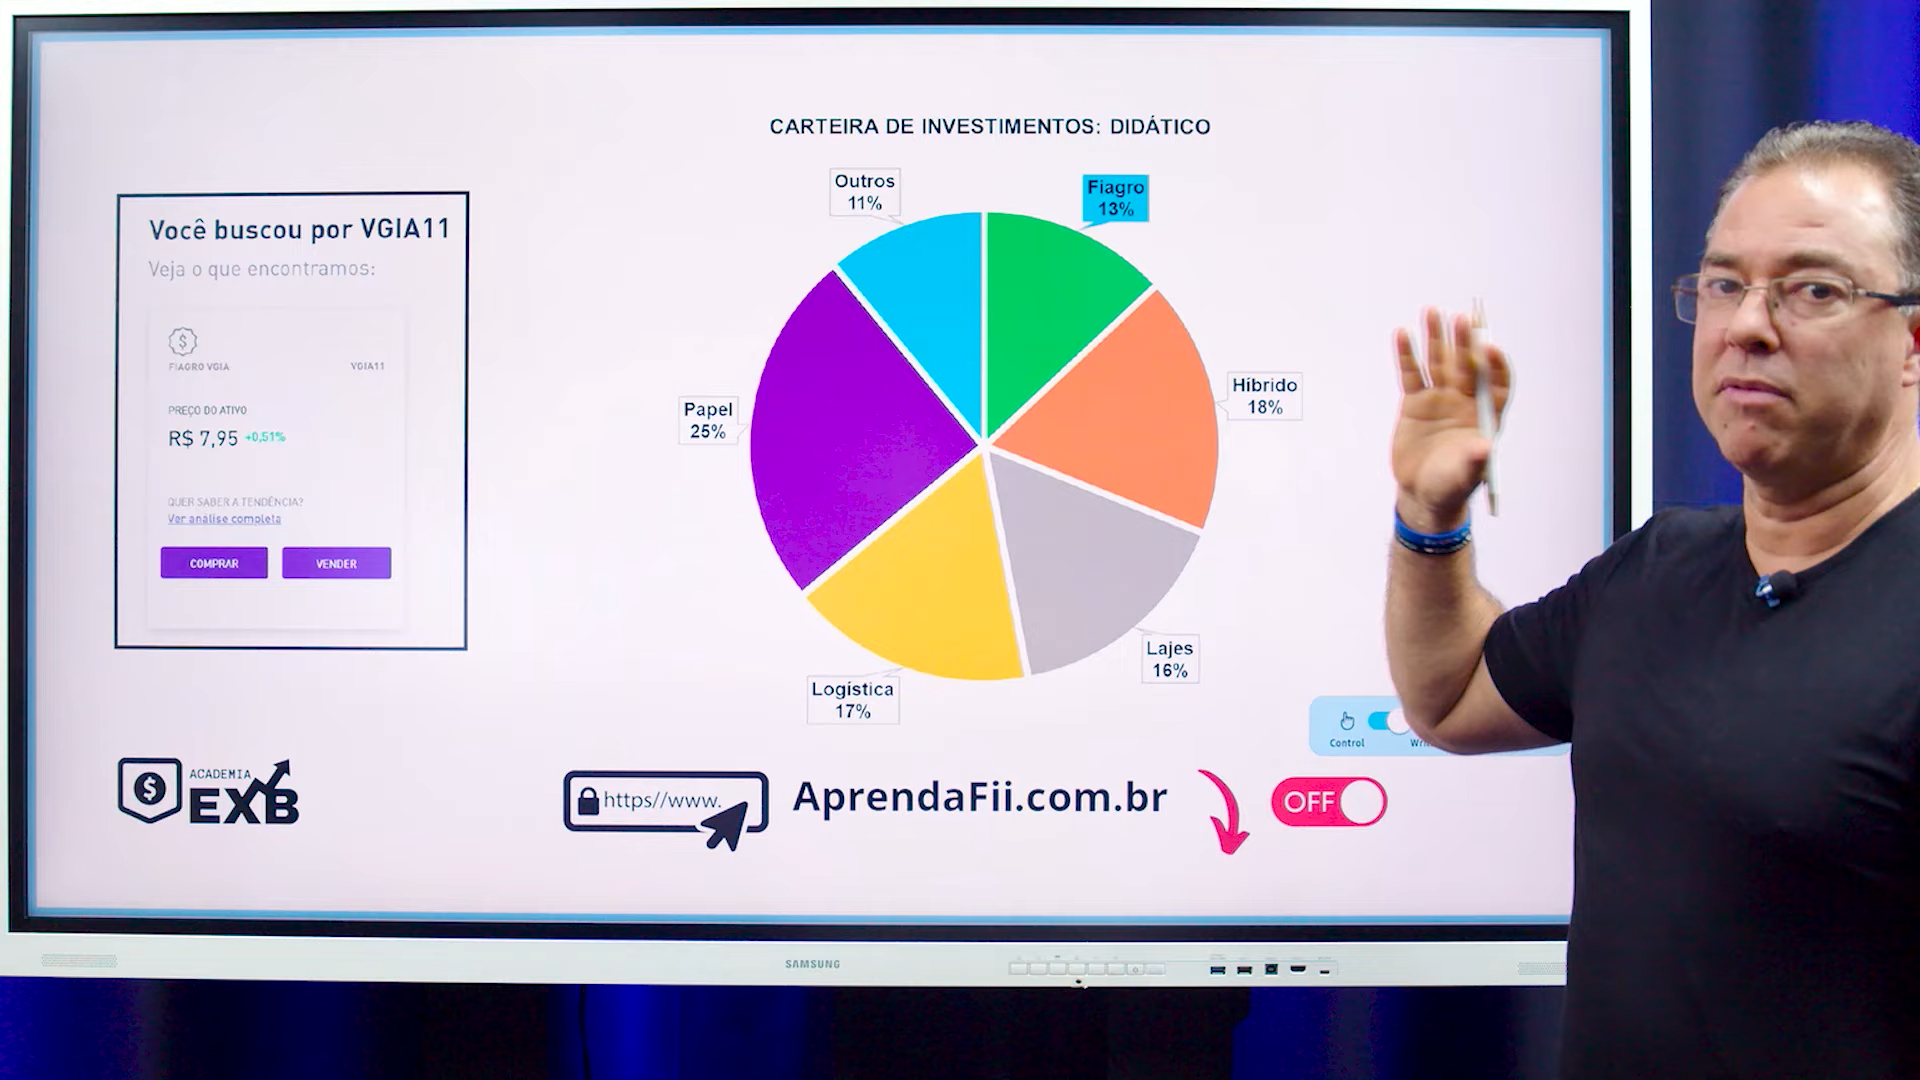 CARTEIRA DE INVESTIMENTOS: DIDÁTICO
Você buscou por VGIA11
Veja o que encontramos:
FIAGRO VGIA
VGIA11
PREÇO DO ATIVO
R$ 7,95 +0,51%
QUER SABER A TENDÊNCIA?
Ver análise completa
COMPRAR
VENDER
Outros
11%
Fiagro
13%
Híbrido
18%
Papel
25%
Lajes
16%
Logística
17%
Control
ACADEMIA
EXB
https//www.
AprendaFii.com.br
OFF
SAMSUNG